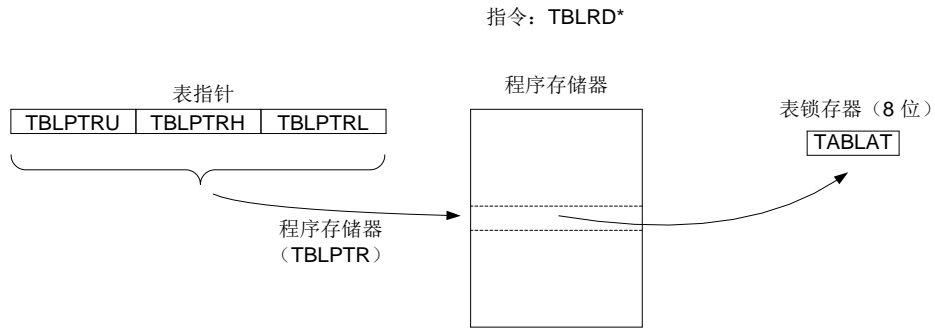 指令：TBLRD*
表指针
TBLPTRU TBLPTRH TBLPTRL
程序存储器
表锁存器（8 位）
TABLAT
程序存储器
（TBLPTR）